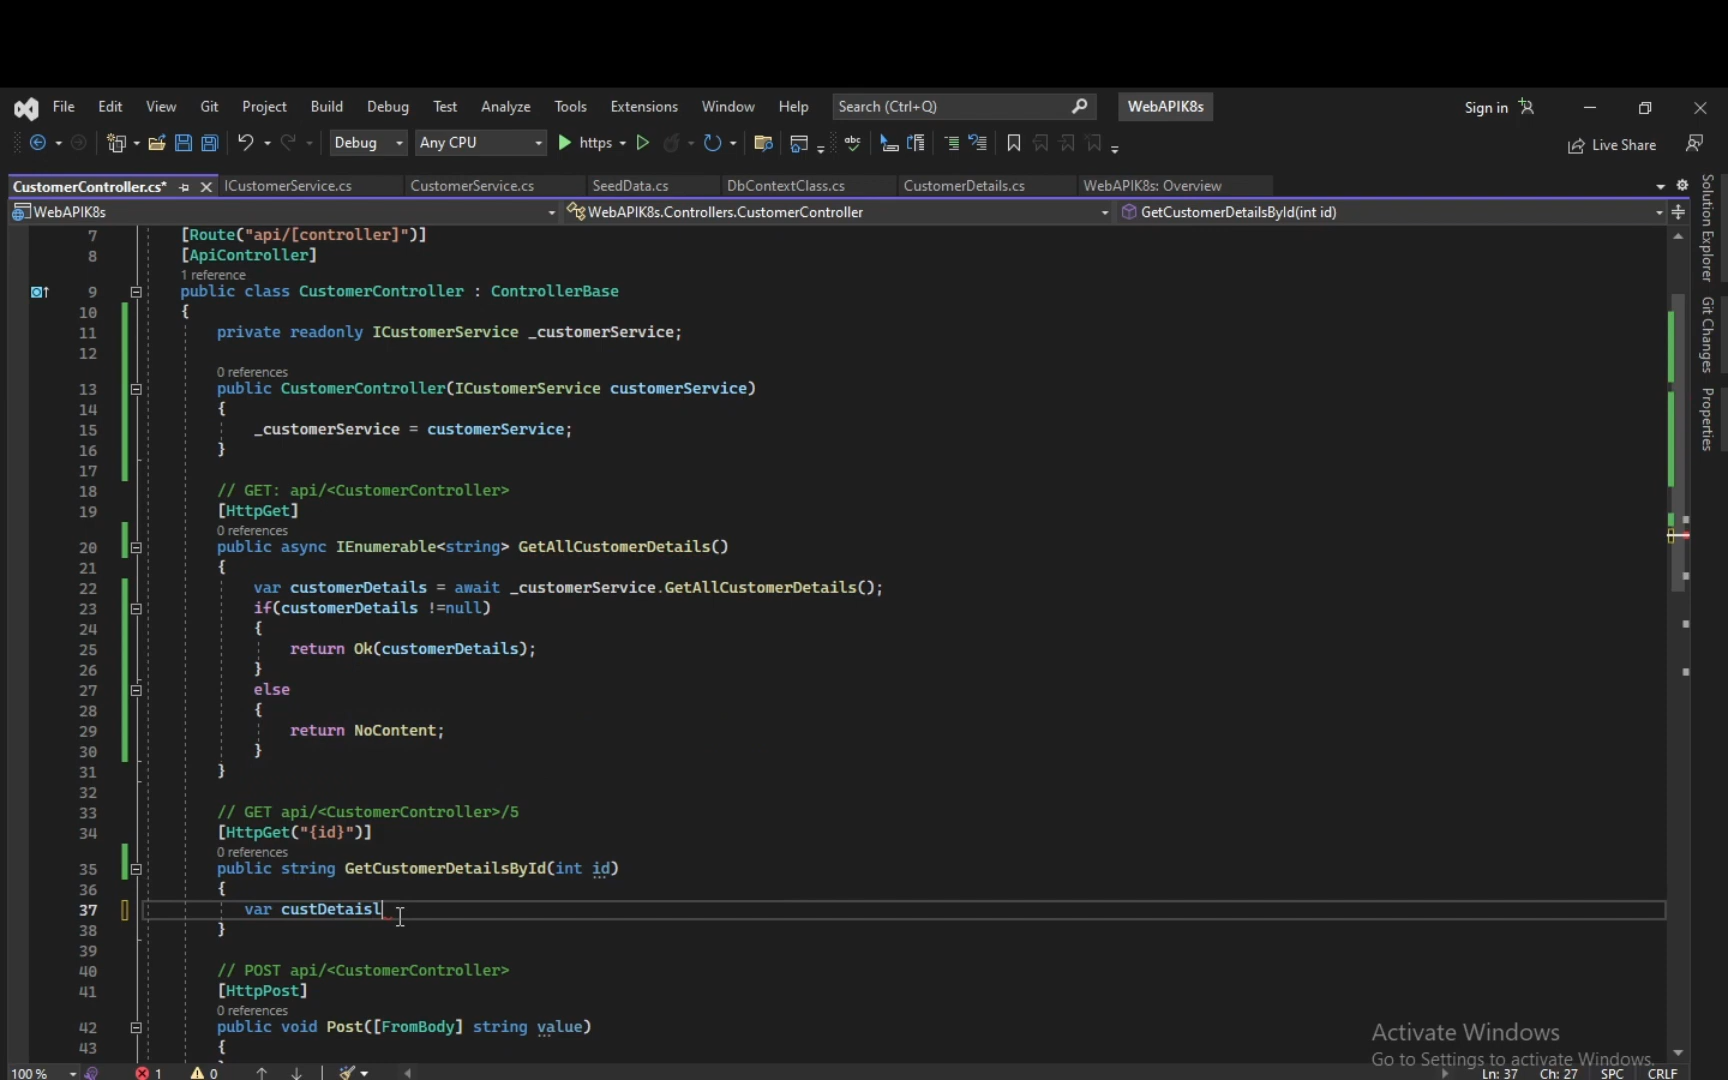 File Edit View Git Project Build Debug Test Analyze Tools Extensions Window Help Search (Ctrl+Q) WebAPIK8s Sign in
Debug Any CPU https abc Live Share
CustomerController.cs* ICustomerService.cs CustomerService.cs SeedData.cs DbContextClass.cs CustomerDetails.cs WebAPIK8s: Overview
WebAPIK8s WebAPIK8s.Controllers.CustomerController GetCustomerDetailsById(int id)
7 [Route("api/[controller]")]
8 [ApiController]
1 reference
9 public class CustomerController : ControllerBase
10 {
11 private readonly ICustomerService _customerService;
12
0 references
13 public CustomerController(ICustomerService customerService)
14 {
15 _customerService = customerService;
16 }
17
18 // GET: api/<CustomerController>
19 [HttpGet]
0 references
20 public async IEnumerable<string> GetAllCustomerDetails()
21 {
22 var customerDetails = await _customerService.GetAllCustomerDetails();
23 if(customerDetails !=null)
24 {
25 return Ok(customerDetails);
26 }
27 else
28 {
29 return NoContent;
30 }
31 }
32
33 // GET api/<CustomerController>/5
34 [HttpGet("{id}")]
0 references
35 public string GetCustomerDetailsById(int id)
36 {
37 var custDetaisl
38 }
39
40 // POST api/<CustomerController>
41 [HttpPost]
0 references
42 public void Post([FromBody] string value)
43 {
100 % 1 0 Ln: 37 Ch: 27 SPC CRLF
Solution Explorer
Git Changes
Properties
Activate Windows
Go to Settings to activate Windows.